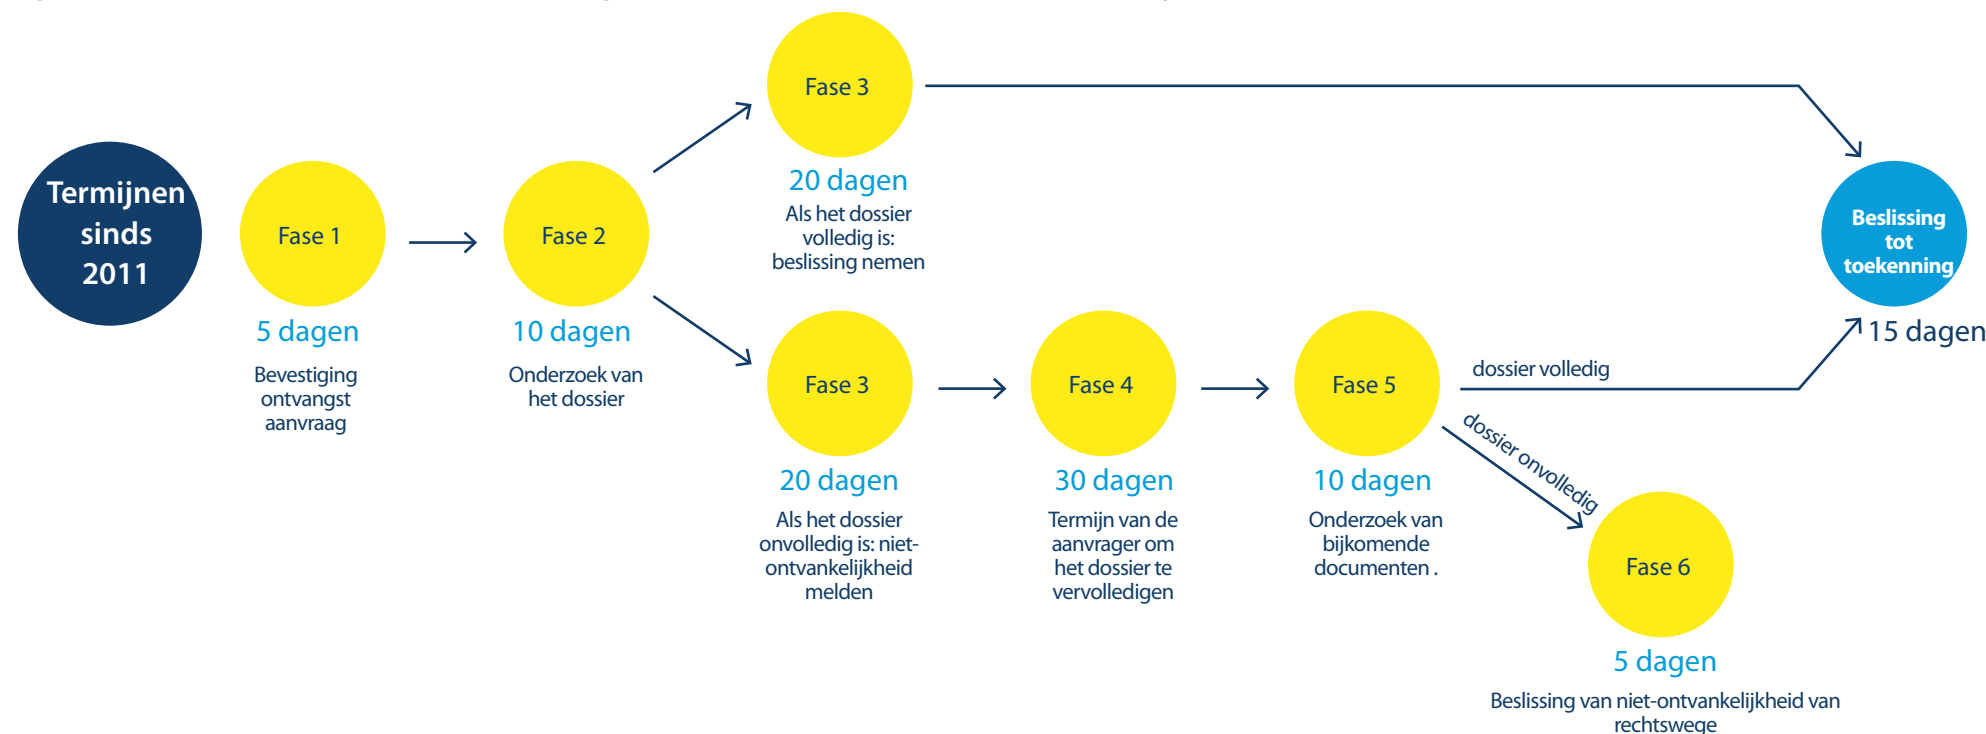 Termijnen
sinds
2011
Fase 1
5 dagen
Bevestiging
ontvangst
aanvraag
Fase 2
10 dagen
Onderzoek van
het dossier
Fase 3
20 dagen
Als het dossier
volledig is:
beslissing nemen
Fase 3
20 dagen
Als het dossier
onvolledig is: niet-
ontvankelijkheid
melden
Fase 4
30 dagen
Termijn van de
aanvrager om
het dossier te
vervolledigen
Fase 5
10 dagen
Onderzoek van
bijkomende
documenten .
dossier volledig
dossier onvolledig
Fase 6
5 dagen
Beslissing van niet-ontvankelijkheid van
rechtswege
Beslissing
tot
toekenning
15 dagen